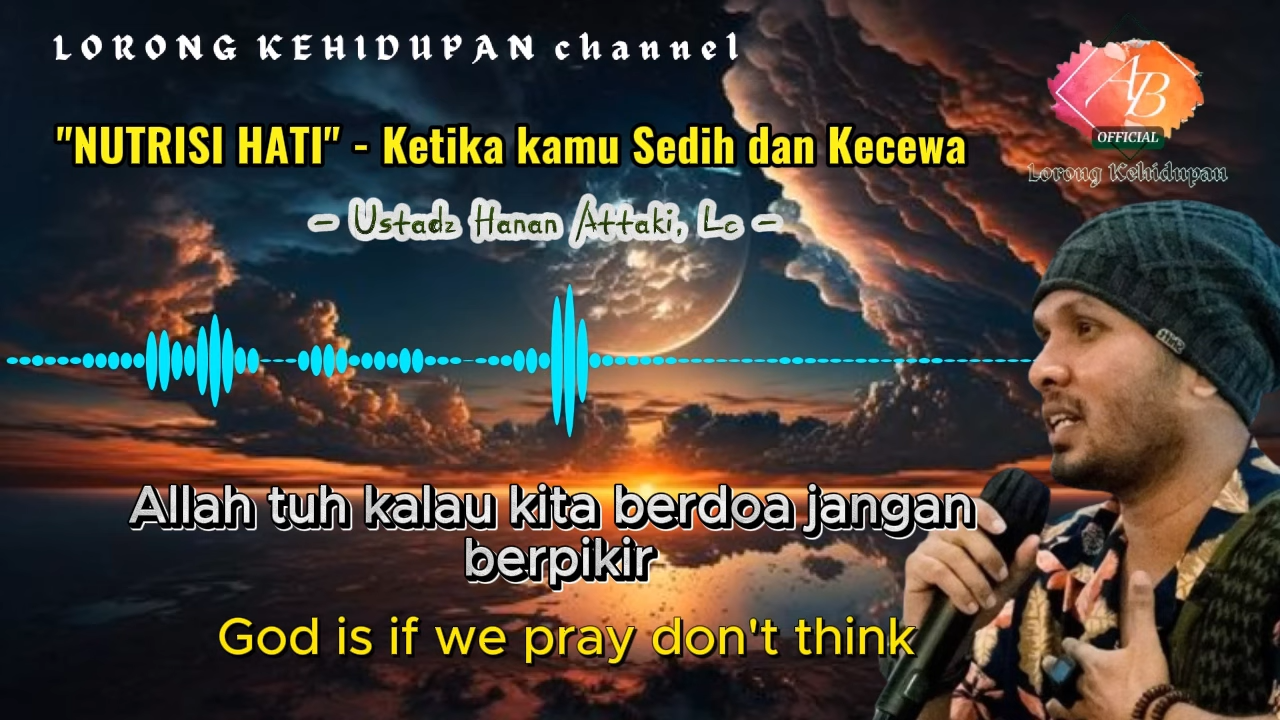 LORONG KEHIDUPAN channel
AB
OFFICIAL
Lorong Kehidupan
"NUTRISI HATI" - Ketika kamu Sedih dan Kecewa
- Ustadz Hanan Attaki, Lc -
Allah tuh kalau kita berdoa jangan
berpikir
God is if we pray don't think